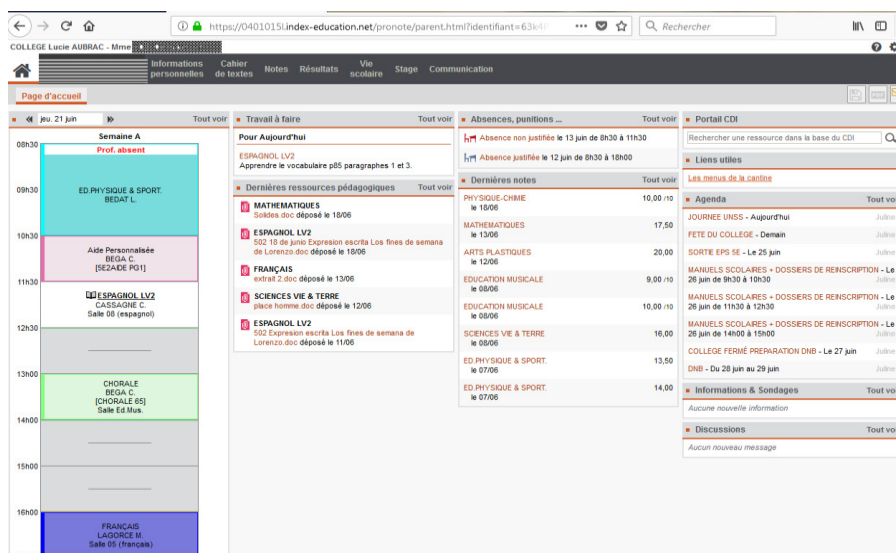 https://0401015l.index-education.net/pronote/parent.html?identifiant=63k4
Rechercher
COLLEGE Lucie AUBRAC - Mme
Informations personnelles
Cahier de textes
Notes
Résultats
Vie scolaire
Stage
Communication
Page d'accueil
jeu. 21 juin
Tout voir
Semaine A
08h30
Prof. absent
ED.PHYSIQUE & SPORT.
BEDAT L.
09h30
10h30
Aide Personnalisée
BEGA C.
[5E2AIDE PG1]
11h30
ESPAGNOL LV2
CASSAGNE C.
Salle 08 (espagnol)
12h30
13h00
CHORALE
BEGA C.
[CHORALE 65]
Salle Ed.Mus.
14h00
15h00
16h00
FRANÇAIS
LAGORCE M.
Salle 05 (français)
Travail à faire
Tout voir
Pour Aujourd'hui
ESPAGNOL LV2
Apprendre le vocabulaire p85 paragraphes 1 et 3.
Dernières ressources pédagogiques
Tout voir
MATHEMATIQUES
Solides.doc déposé le 18/06
ESPAGNOL LV2
502 18 de junio Expresion escrita Los fines de semana
de Lorenzo.doc déposé le 18/06
FRANÇAIS
extrait 2.doc déposé le 13/06
SCIENCES VIE & TERRE
place homme.doc déposé le 12/06
ESPAGNOL LV2
502 Expresion escrita Los fines de semana de
Lorenzo.doc déposé le 11/06
Absences, punitions ...
Tout voir
Absence non justifiée le 13 juin de 8h30 à 11h30
Absence justifiée le 12 juin de 8h30 à 18h00
Dernières notes
Tout voir
PHYSIQUE-CHIMIE 10,00 /10
le 18/06
MATHEMATIQUES 17,50
le 13/06
ARTS PLASTIQUES 20,00
le 12/06
EDUCATION MUSICALE 9,00 /10
le 08/06
EDUCATION MUSICALE 10,00 /10
le 08/06
SCIENCES VIE & TERRE 16,00
le 08/06
ED.PHYSIQUE & SPORT. 13,50
le 07/06
ED.PHYSIQUE & SPORT. 14,00
le 07/06
Portail CDI
Rechercher une ressource dans la base du CDI
Liens utiles
Les menus de la cantine
Agenda
Tout voi
JOURNEE UNSS - Aujourd'hui Juline
FETE DU COLLEGE - Demain Juline
SORTIE EPS 5E - Le 25 juin Juline
MANUELS SCOLAIRES + DOSSIERS DE REINSCRIPTION - Le
26 juin de 9h30 à 10h30 Juline
MANUELS SCOLAIRES + DOSSIERS DE REINSCRIPTION - Le
26 juin de 11h30 à 12h30 Juline
MANUELS SCOLAIRES + DOSSIERS DE REINSCRIPTION - Le
26 juin de 14h00 à 15h00 Juline
COLLEGE FERMÉ PREPARATION DNB - Le 27 juin Juline
DNB - Du 28 juin au 29 juin Juline
Informations & Sondages
Tout voi
Aucune nouvelle information
Discussions
Tout voi
Aucun nouveau message